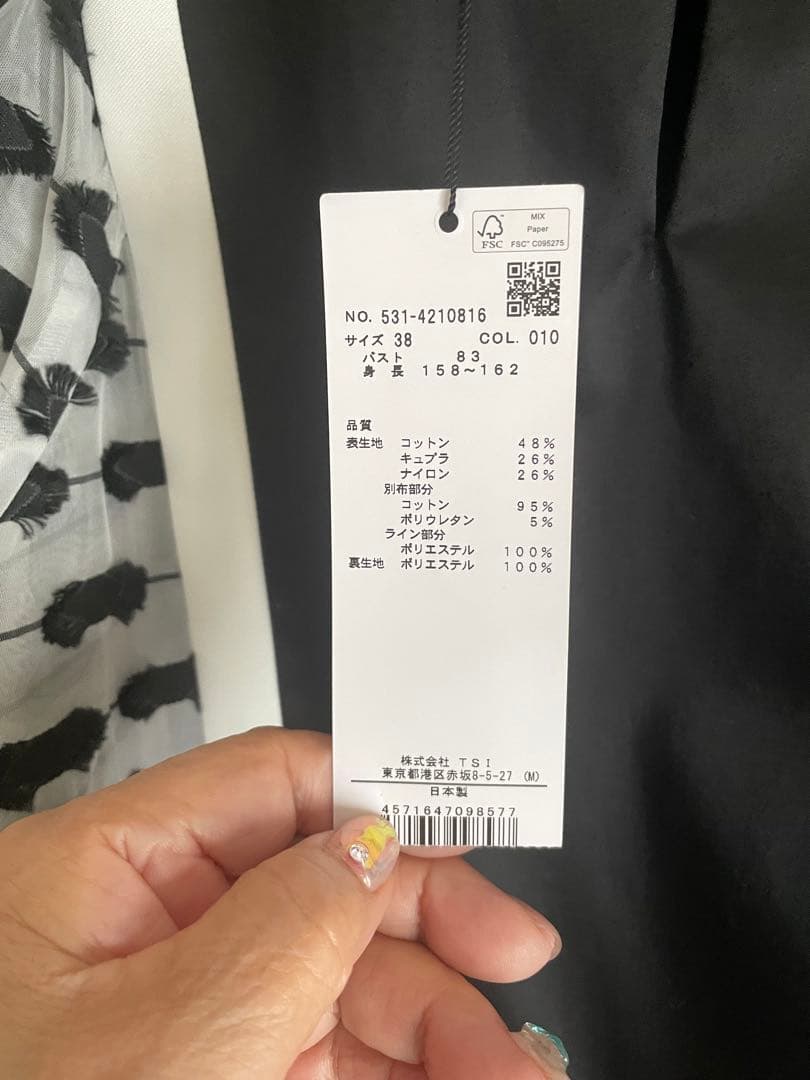 MIX
Paper
FSC™ C095275
FSC
NO. 531-4210816
サイズ 38 COL. 010
バスト 83
身長 158～162
品質
表生地 コットン 48%
キュプラ 26%
ナイロン 26%
別布部分
コットン 95%
ポリウレタン 5%
ライン部分
ポリエステル 100%
裏生地 ポリエステル 100%
株式会社 TSI
東京都港区赤坂8-5-27 (M)
日本製
4571647098577